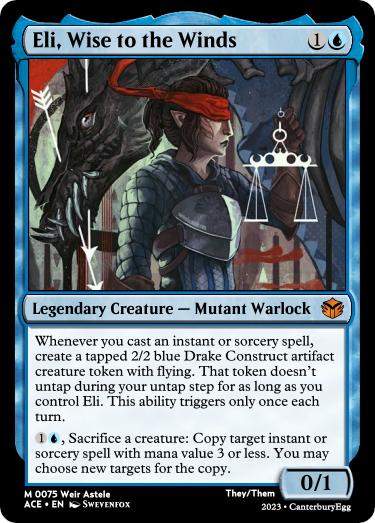 Eli, Wise to the Winds 1
Legendary Creature — Mutant Warlock
Whenever you cast an instant or sorcery spell,
create a tapped 2/2 blue Drake Construct artifact
creature token with flying. That token doesn't
untap during your untap step for as long as you
control Eli. This ability triggers only once each
turn.
1, Sacrifice a creature: Copy target instant or
sorcery spell with mana value 3 or less. You
may choose new targets for the copy.
0/1
M 0075 Weir Astele They/Them
ACE • EN Swevenfox 2023 • CanterburyEgg